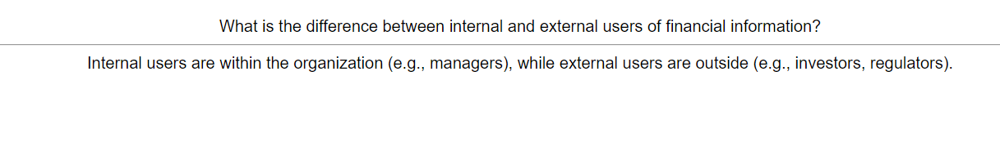 What is the difference between internal and external users of financial information?
Internal users are within the organization (e.g., managers), while external users are outside (e.g., investors, regulators).